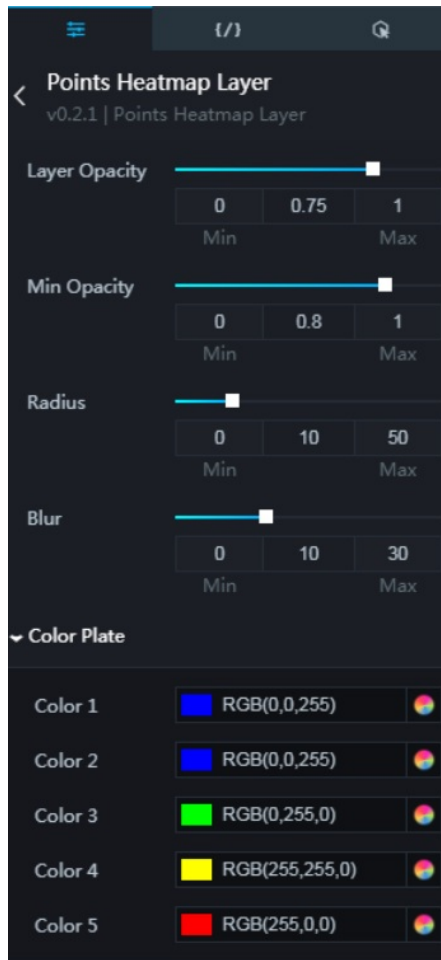 {/}
Points Heatmap Layer
v0.2.1 | Points Heatmap Layer
Layer Opacity
0 0.75 1
Min Max
Min Opacity
0 0.8 1
Min Max
Radius
0 10 50
Min Max
Blur
0 10 30
Min Max
Color Plate
Color 1 RGB(0,0,255)
Color 2 RGB(0,0,255)
Color 3 RGB(0,255,0)
Color 4 RGB(255,255,0)
Color 5 RGB(255,0,0)